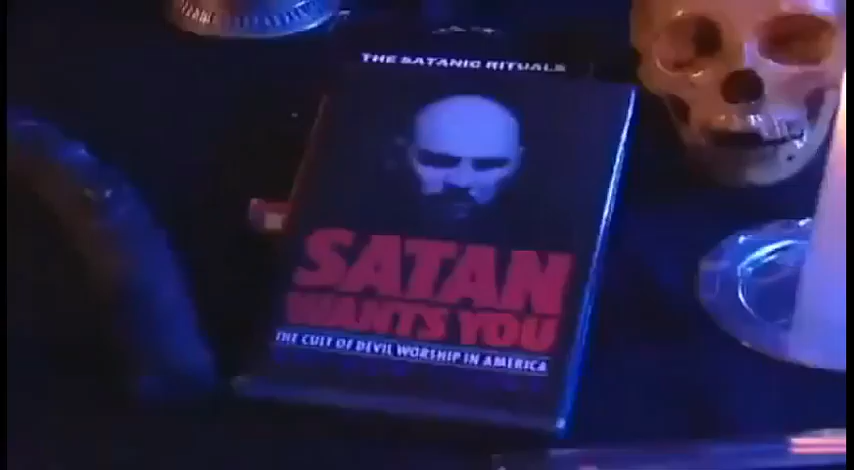 THE SATANIC RITUALS
SATAN
WANTS YOU
THE CULT OF DEVIL WORSHIP IN AMERICA